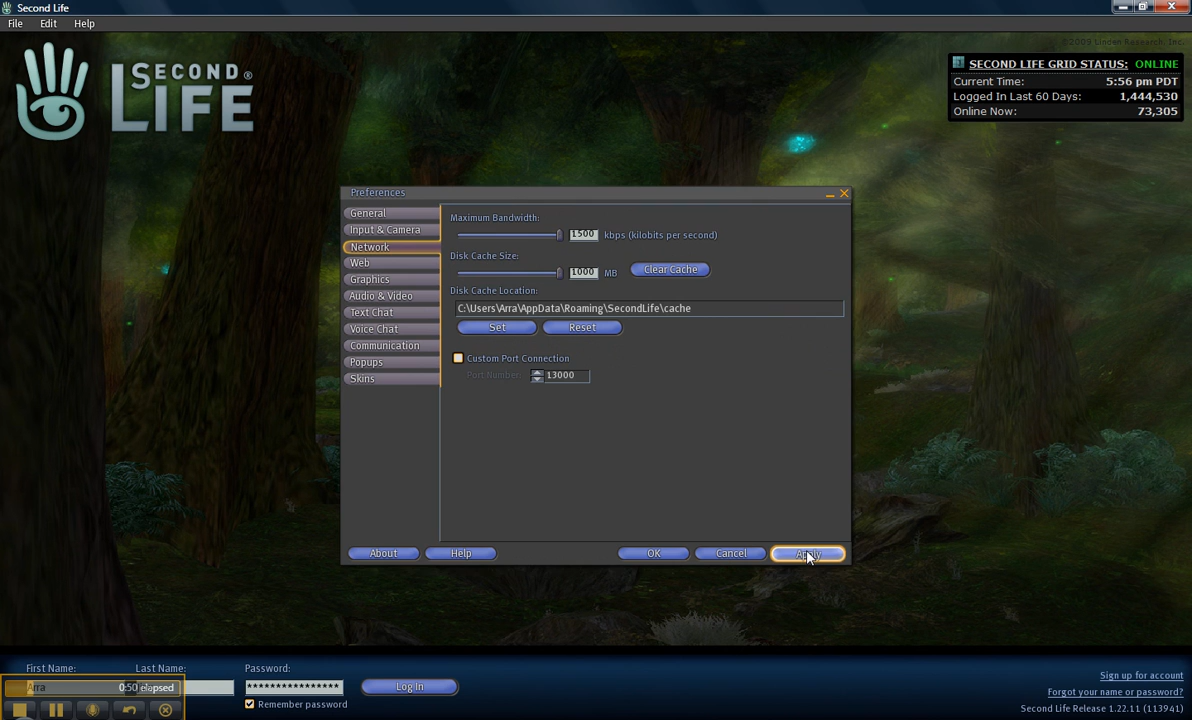 Second Life
File Edit Help
©2009 Linden Research, Inc.
SECOND LIFE®
SECOND LIFE GRID STATUS: ONLINE
Current Time: 5:56 pm PDT
Logged In Last 60 Days: 1,444,530
Online Now: 73,305
Preferences
General
Input & Camera
Network
Web
Graphics
Audio & Video
Text Chat
Voice Chat
Communication
Popups
Skins
Maximum Bandwidth:
1500 kbps (kilobits per second)
Disk Cache Size:
1000 MB Clear Cache
Disk Cache Location:
C:\Users\Arra\AppData\Roaming\SecondLife\cache
Set Reset
Custom Port Connection
Port Number: 13000
About Help OK Cancel Apply
First Name: Last Name: Password:
Arra 0:50 elapsed **************** Log In
Remember password
Sign up for account
Forgot your name or password?
Second Life Release 1.22.11 (113941)